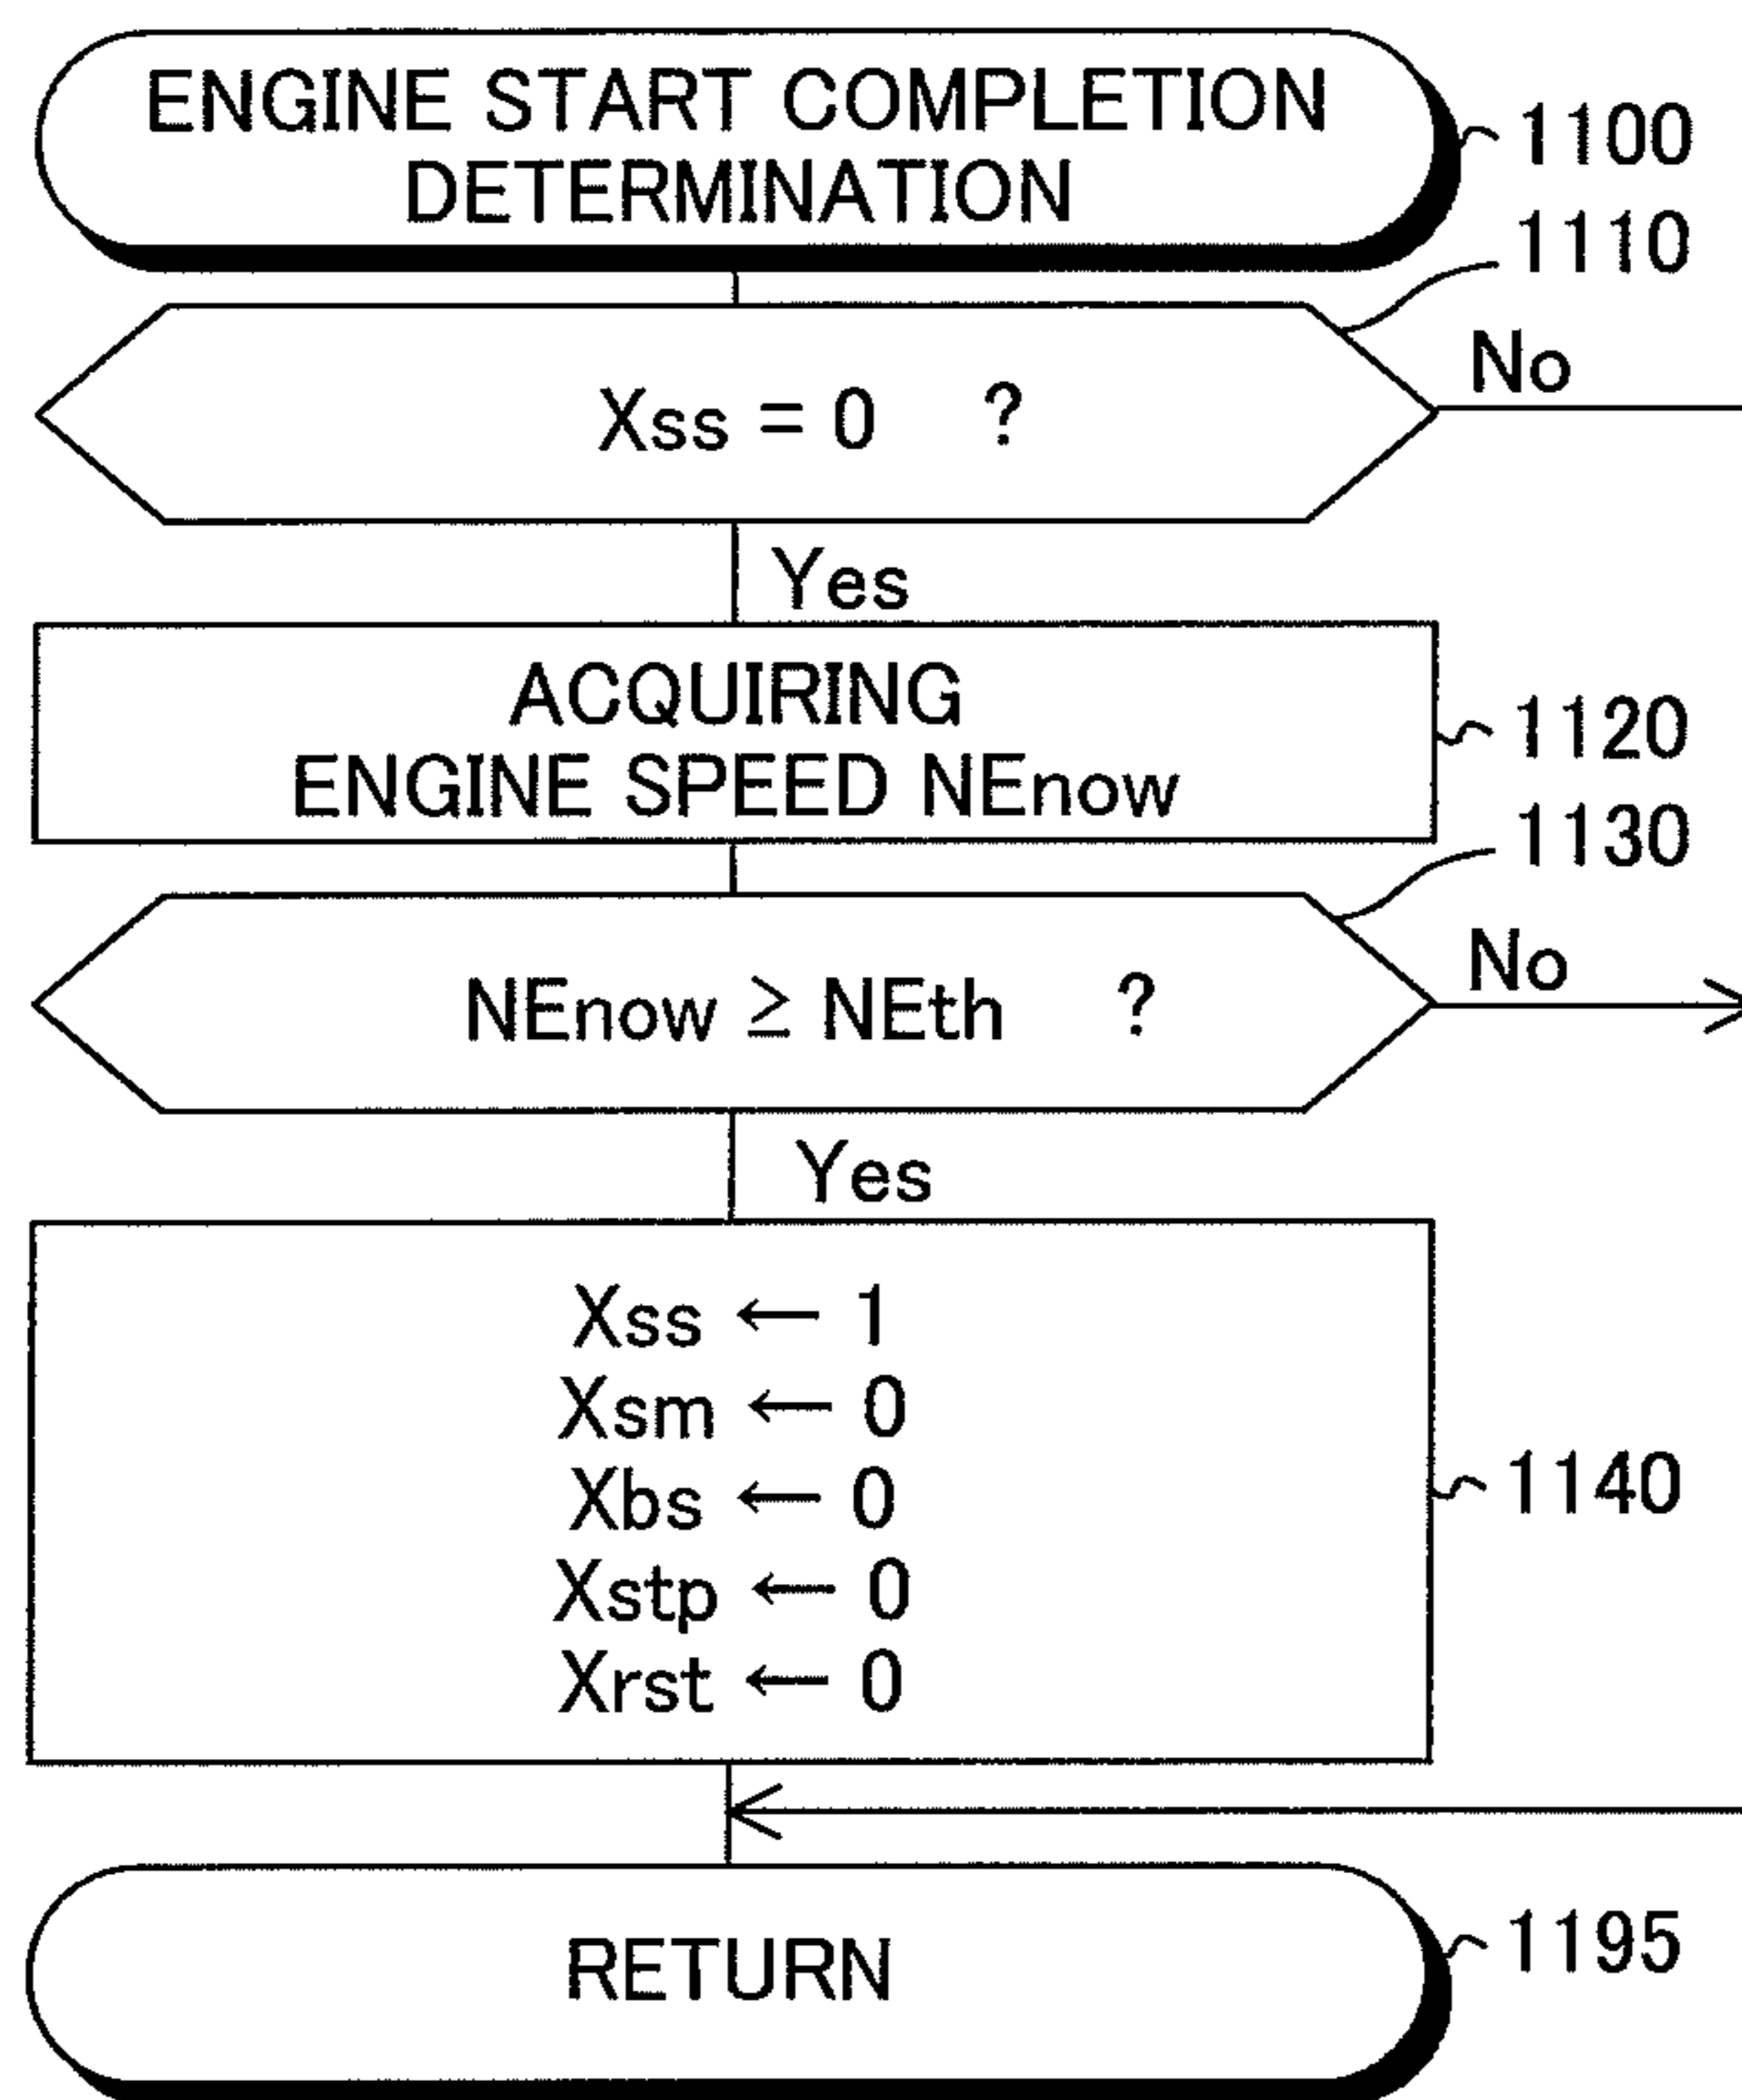 ENGINE START COMPLETION
DETERMINATION
1100
1110
Xss = 0 ?
No
Yes
ACQUIRING
ENGINE SPEED NEnow
1120
1130
NEnow ≥ NEth ?
No
Yes
Xss ← 1
Xsm ← 0
Xbs ← 0
Xstp ← 0
Xrst ← 0
1140
RETURN
1195